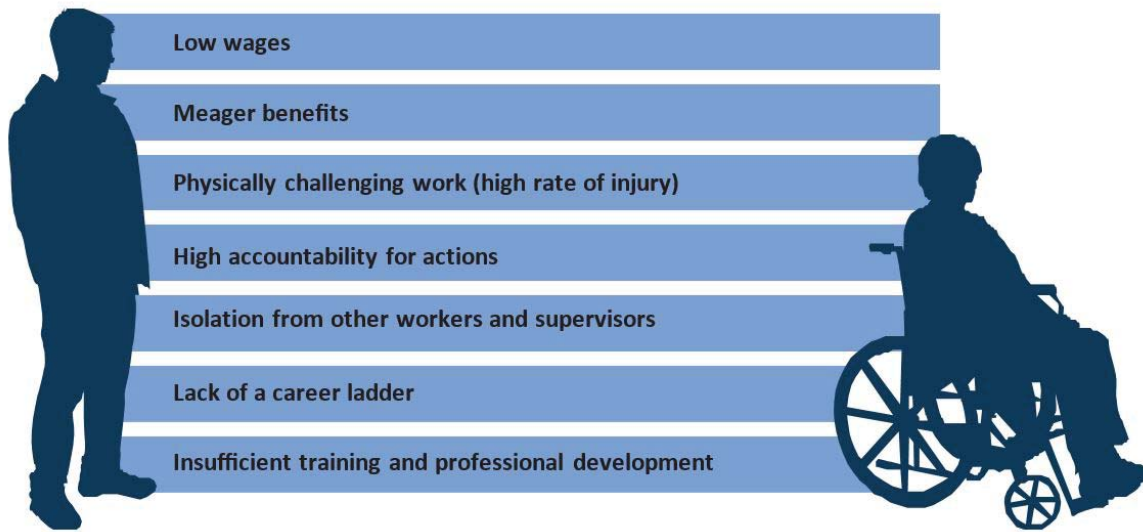 Low wages
Meager benefits
Physically challenging work (high rate of injury)
High accountability for actions
Isolation from other workers and supervisors
Lack of a career ladder
Insufficient training and professional development